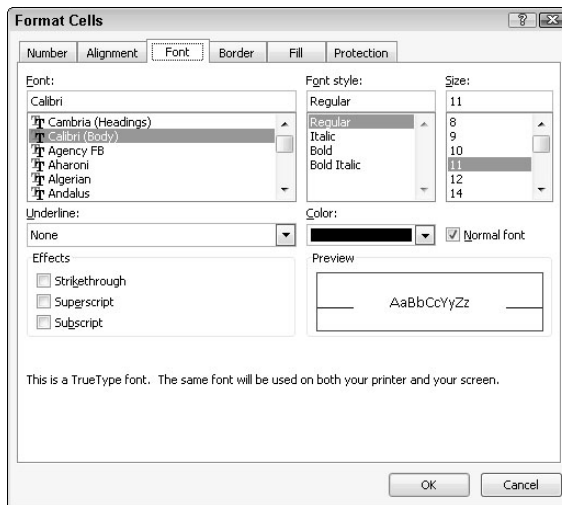 Format Cells
Number Alignment Font Border Fill Protection
Font: Font style: Size:
Calibri Regular 11
Cambria (Headings) Regular 8
Calibri (Body) Italic 9
Agency FB Bold 10
Aharoni Bold Italic 11
Algerian 12
Andalus 14
Underline: Color:
None Normal font
Effects Preview
Strikethrough
Superscript AaBbCcYyZz
Subscript
This is a TrueType font. The same font will be used on both your printer and your screen.
OK Cancel